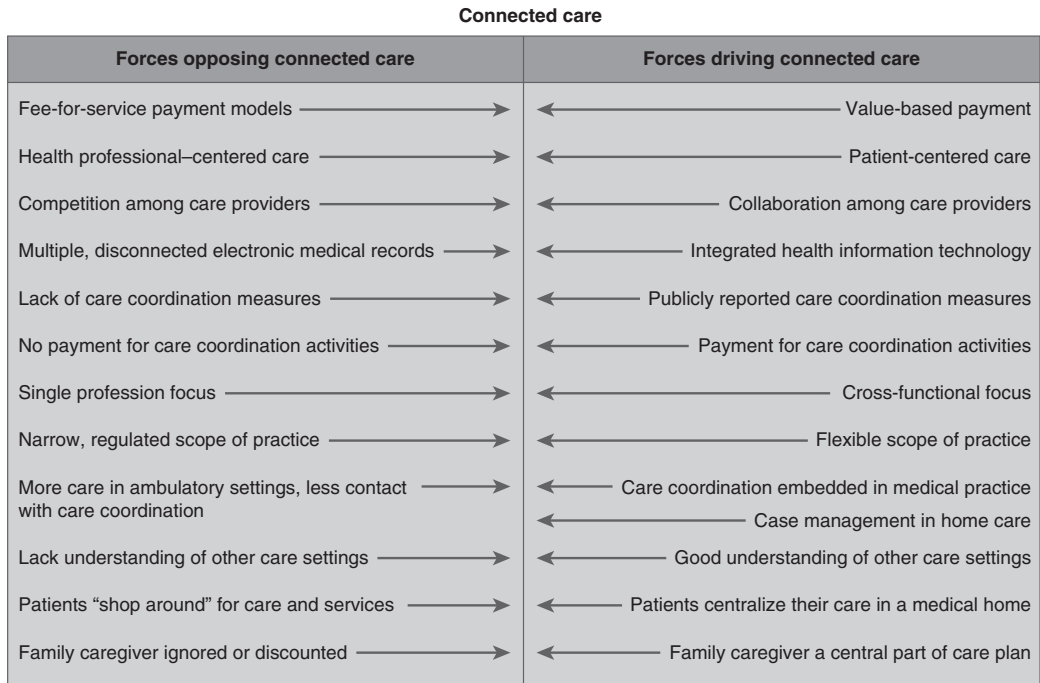 Connected care
Forces opposing connected care
Forces driving connected care
Fee-for-service payment models
Value-based payment
Health professional–centered care
Patient-centered care
Competition among care providers
Collaboration among care providers
Multiple, disconnected electronic medical records
Integrated health information technology
Lack of care coordination measures
Publicly reported care coordination measures
No payment for care coordination activities
Payment for care coordination activities
Single profession focus
Cross-functional focus
Narrow, regulated scope of practice
Flexible scope of practice
More care in ambulatory settings, less contact
with care coordination
Care coordination embedded in medical practice
Case management in home care
Lack understanding of other care settings
Good understanding of other care settings
Patients “shop around” for care and services
Patients centralize their care in a medical home
Family caregiver ignored or discounted
Family caregiver a central part of care plan